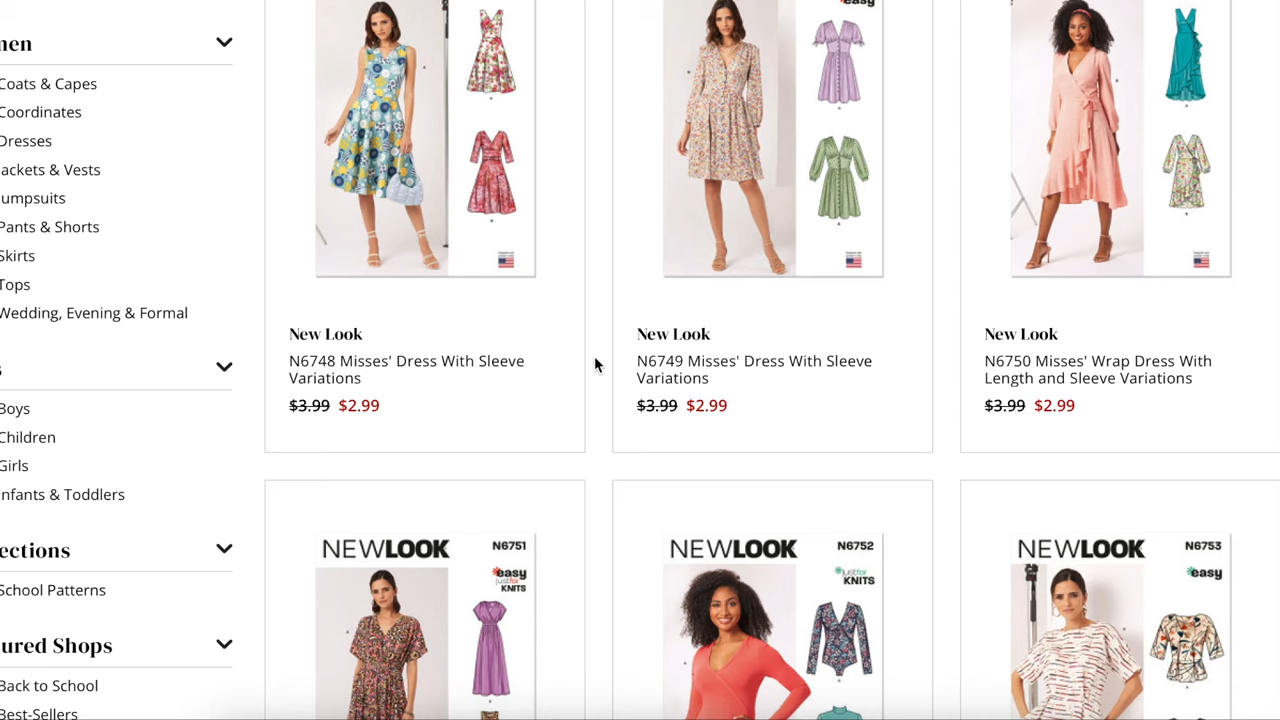 men
Coats & Capes
Coordinates
Dresses
ackets & Vests
umpsuits
Pants & Shorts
Skirts
Tops
Wedding, Evening & Formal
s
Boys
Children
Girls
nfants & Toddlers
ections
School Patterns
ured Shops
Back to School
Best-Sellers
New Look
N6748 Misses' Dress With Sleeve
Variations
$3.99 $2.99
easy
New Look
N6749 Misses' Dress With Sleeve
Variations
$3.99 $2.99
New Look
N6750 Misses' Wrap Dress With
Length and Sleeve Variations
$3.99 $2.99
NEWLOOK
N6751
easy
justfor
KNITS
NEWLOOK
N6752
justfor
KNITS
NEWLOOK
N6753
easy